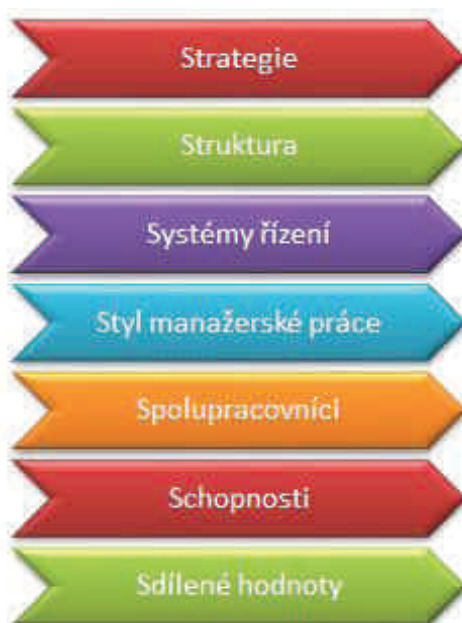 Strategie
Struktura
Systémy řízení
Styl manažerské práce
Spolupracovníci
Schopnosti
Sdílené hodnoty